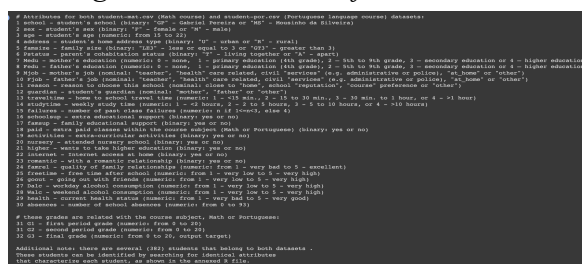 # Attributes for both student-mat.csv (Math course) and student-por.csv (Portuguese language course) datasets:
1 school - student's school (binary: "GP" - Gabriel Pereira or "MS" - Mousinho da Silveira)
2 sex - student's sex (binary: "F" - female or "M" - male)
3 age - student's age (numeric: from 15 to 22)
4 address - student's home address type (binary: "U" - urban or "R" - rural)
5 famsize - family size (binary: "LE3" - less or equal to 3 or "GT3" - greater than 3)
6 Pstatus - parent's cohabitation status (binary: "T" - living together or "A" - apart)
7 Medu - mother's education (numeric: 0 - none, 1 - primary education (4th grade), 2 - 5th to 9th grade, 3 - secondary education or 4 - higher education
8 Fedu - father's education (numeric: 0 - none, 1 - primary education (4th grade), 2 - 5th to 9th grade, 3 - secondary education or 4 - higher education
9 Mjob - mother's job (nominal: "teacher", "health" care related, civil "services" (e.g. administrative or police), "at_home" or "other")
10 Fjob - father's job (nominal: "teacher", "health" care related, civil "services" (e.g. administrative or police), "at_home" or "other")
11 reason - reason to choose this school (nominal: close to "home", school "reputation", "course" preference or "other")
12 guardian - student's guardian (nominal: "mother", "father" or "other")
13 traveltime - home to school travel time (numeric: 1 - <15 min., 2 - 15 to 30 min., 3 - 30 min. to 1 hour, or 4 - >1 hour)
14 studytime - weekly study time (numeric: 1 - <2 hours, 2 - 2 to 5 hours, 3 - 5 to 10 hours, or 4 - >10 hours)
15 failures - number of past class failures (numeric: n if 1<=n<3, else 4)
16 schoolsup - extra educational support (binary: yes or no)
17 famsup - family educational support (binary: yes or no)
18 paid - extra paid classes within the course subject (Math or Portuguese) (binary: yes or no)
19 activities - extra-curricular activities (binary: yes or no)
20 nursery - attended nursery school (binary: yes or no)
21 higher - wants to take higher education (binary: yes or no)
22 internet - Internet access at home (binary: yes or no)
23 romantic - with a romantic relationship (binary: yes or no)
24 famrel - quality of family relationships (numeric: from 1 - very bad to 5 - excellent)
25 freetime - free time after school (numeric: from 1 - very low to 5 - very high)
26 goout - going out with friends (numeric: from 1 - very low to 5 - very high)
27 Dalc - workday alcohol consumption (numeric: from 1 - very low to 5 - very high)
28 Walc - weekend alcohol consumption (numeric: from 1 - very low to 5 - very high)
29 health - current health status (numeric: from 1 - very bad to 5 - very good)
30 absences - number of school absences (numeric: from 0 to 93)
# these grades are related with the course subject, Math or Portuguese:
31 G1 - first period grade (numeric: from 0 to 20)
31 G2 - second period grade (numeric: from 0 to 20)
32 G3 - final grade (numeric: from 0 to 20, output target)
Additional note: there are several (382) students that belong to both datasets .
These students can be identified by searching for identical attributes
that characterize each student, as shown in the annexed R file.